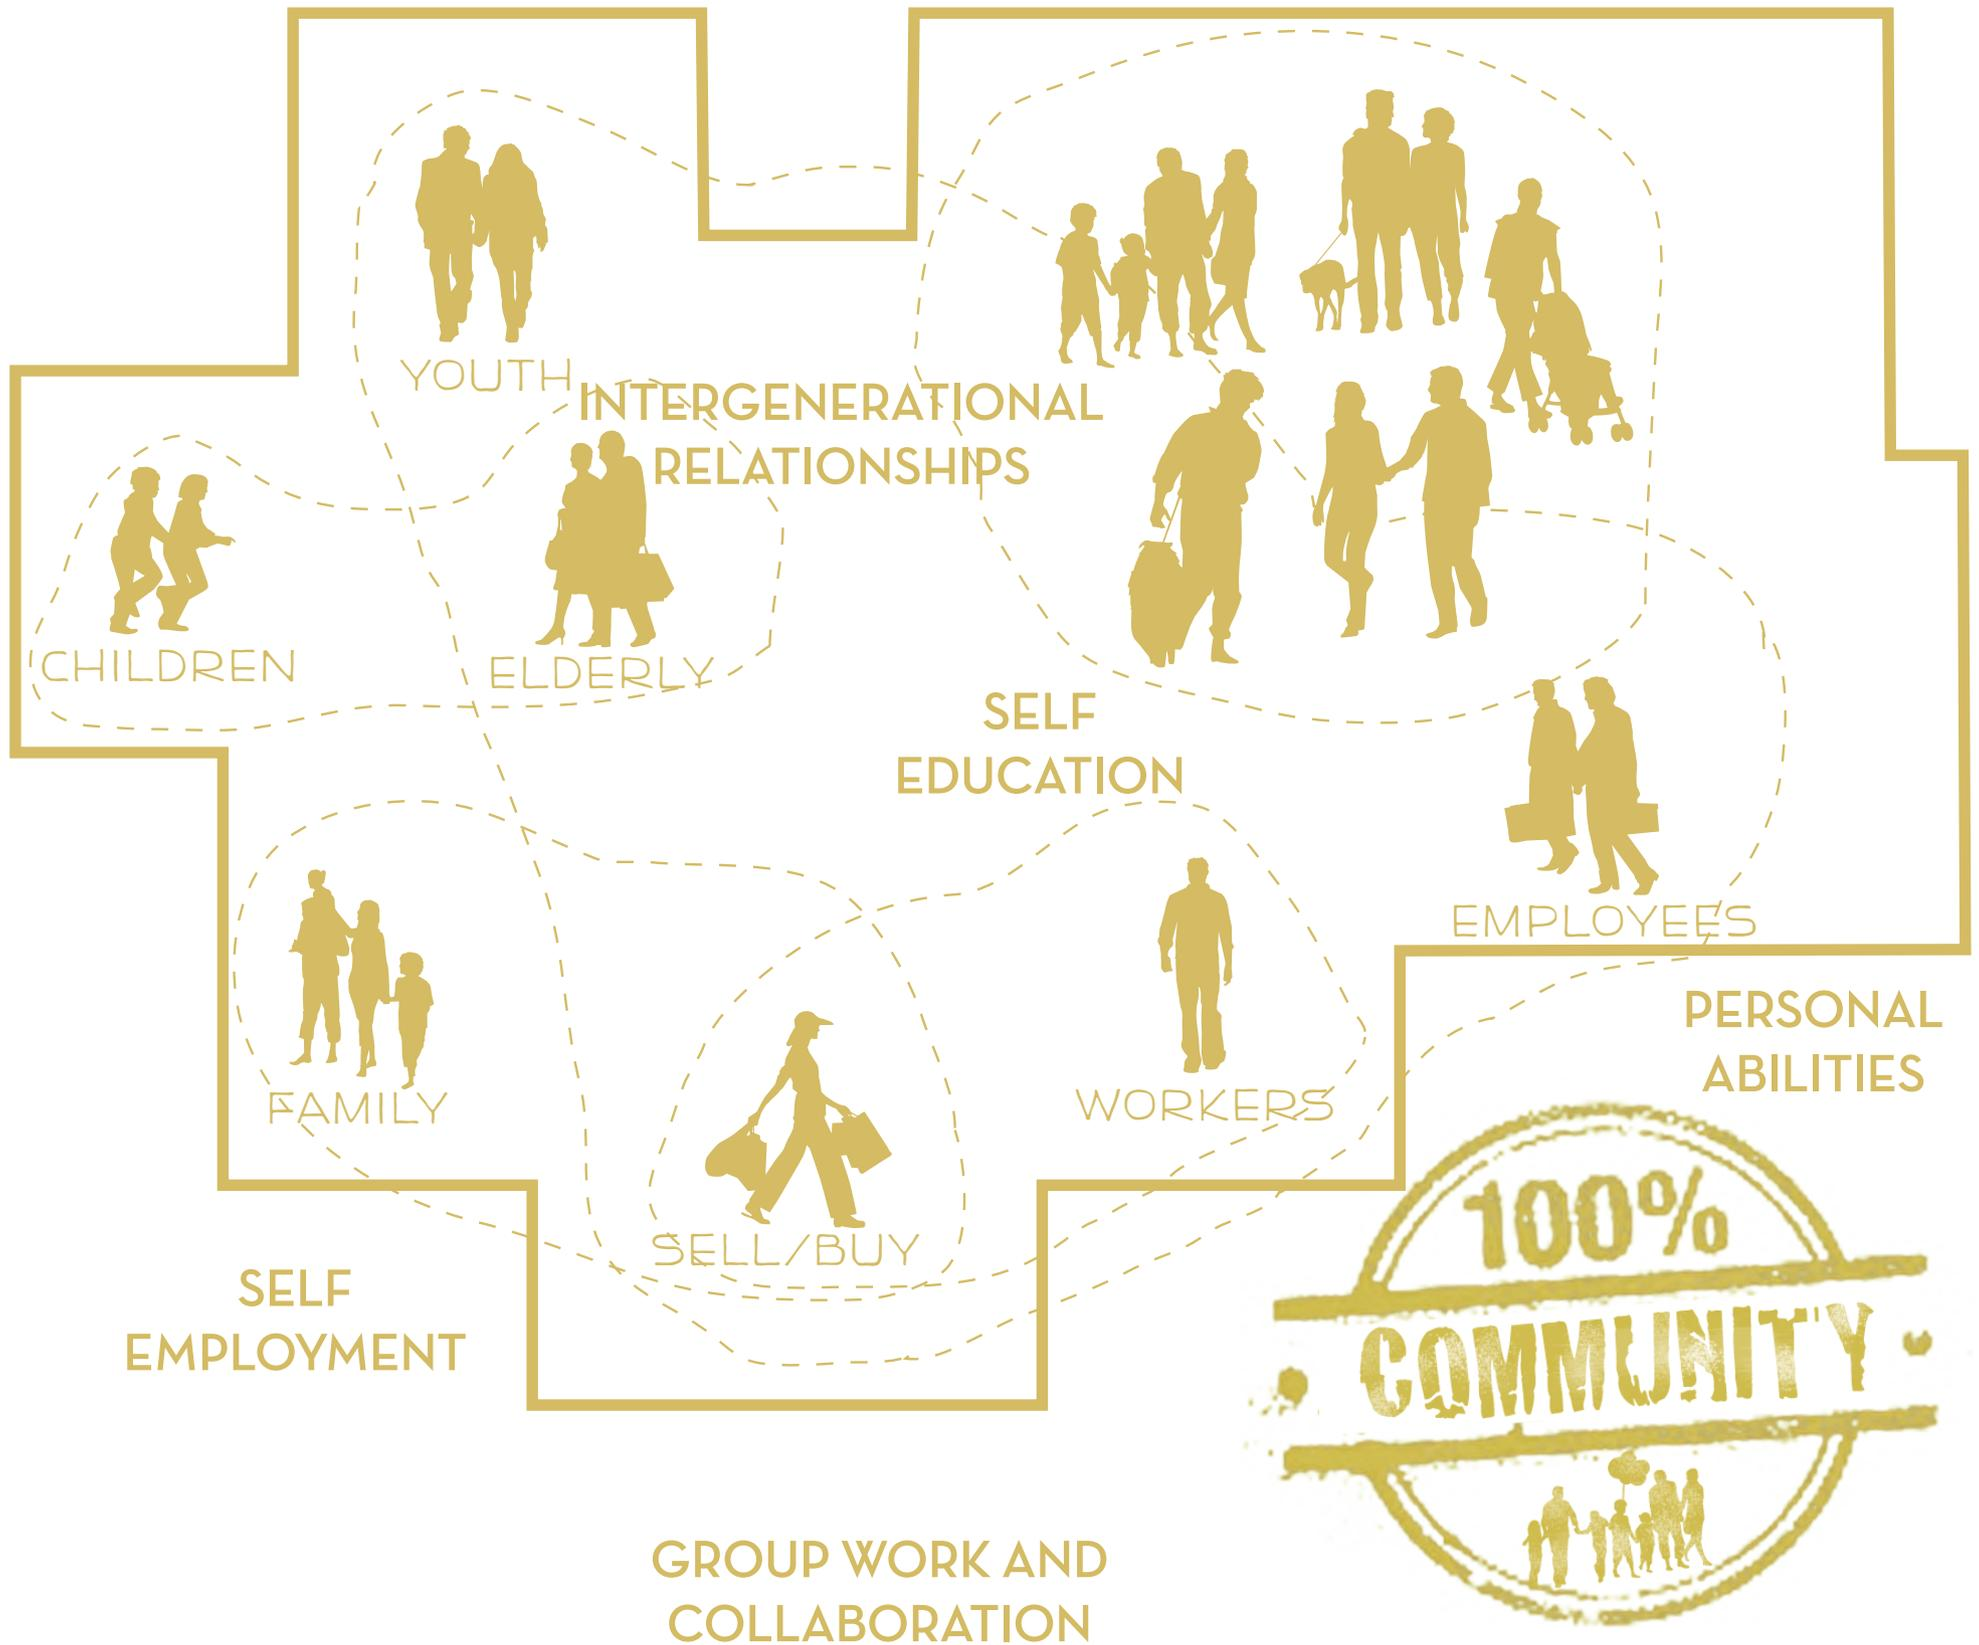 YOUTH
INTERGENERATIONAL
RELATIONSHIPS
CHILDREN
ELDERLY
SELF
EDUCATION
EMPLOYEES
FAMILY
WORKERS
SELL/BUY
PERSONAL
ABILITIES
SELF
EMPLOYMENT
100%
COMMUNITY
GROUP WORK AND
COLLABORATION